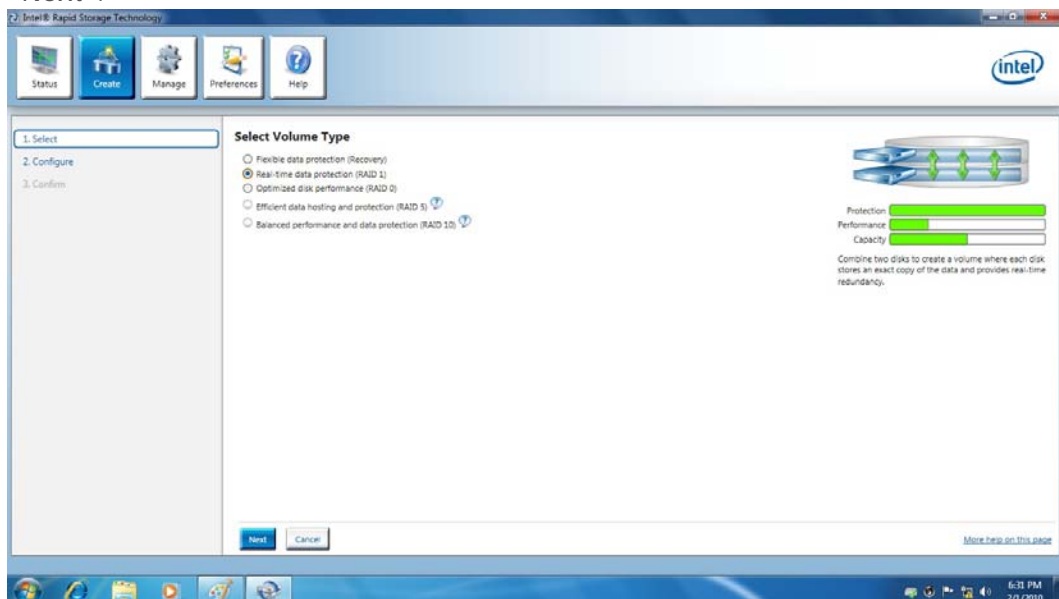 Intel® Rapid Storage Technology
Status
Create
Manage
Preferences
Help
intel
1. Select
2. Configure
3. Confirm
Select Volume Type
Flexible data protection (Recovery)
Real-time data protection (RAID 1)
Optimized disk performance (RAID 0)
Efficient data hosting and protection (RAID 5) ?
Balanced performance and data protection (RAID 10) ?
Protection
Performance
Capacity
Combine two disks to create a volume where each disk
stores an exact copy of the data and provides real-time
redundancy.
Next
Cancel
More help on this page
6:31 PM
2/1/2010